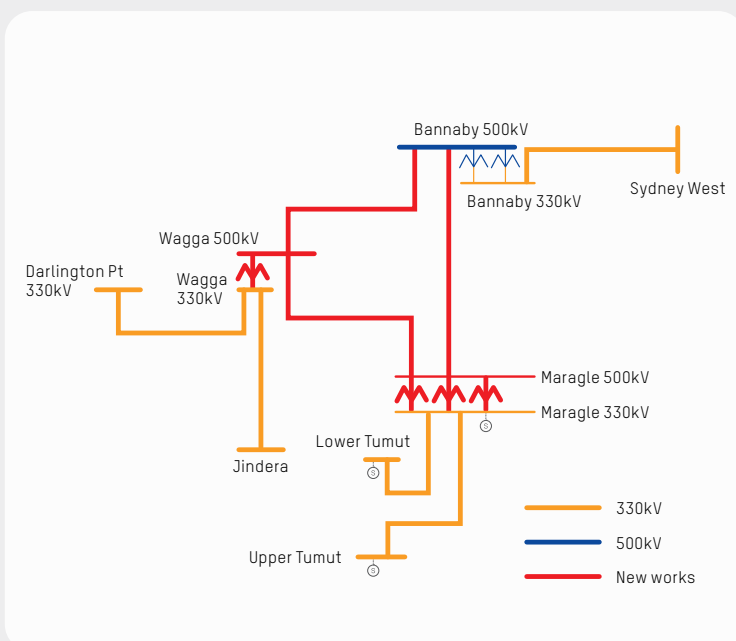 Bannaby 500kV
Sydney West
Bannaby 330kV
Wagga 500kV
Darlington Pt
330kV
Wagga
330kV
Maragle 500kV
Maragle 330kV
S
Lower Tumut
S
Jindera
330kV
500kV
Upper Tumut
S
New works